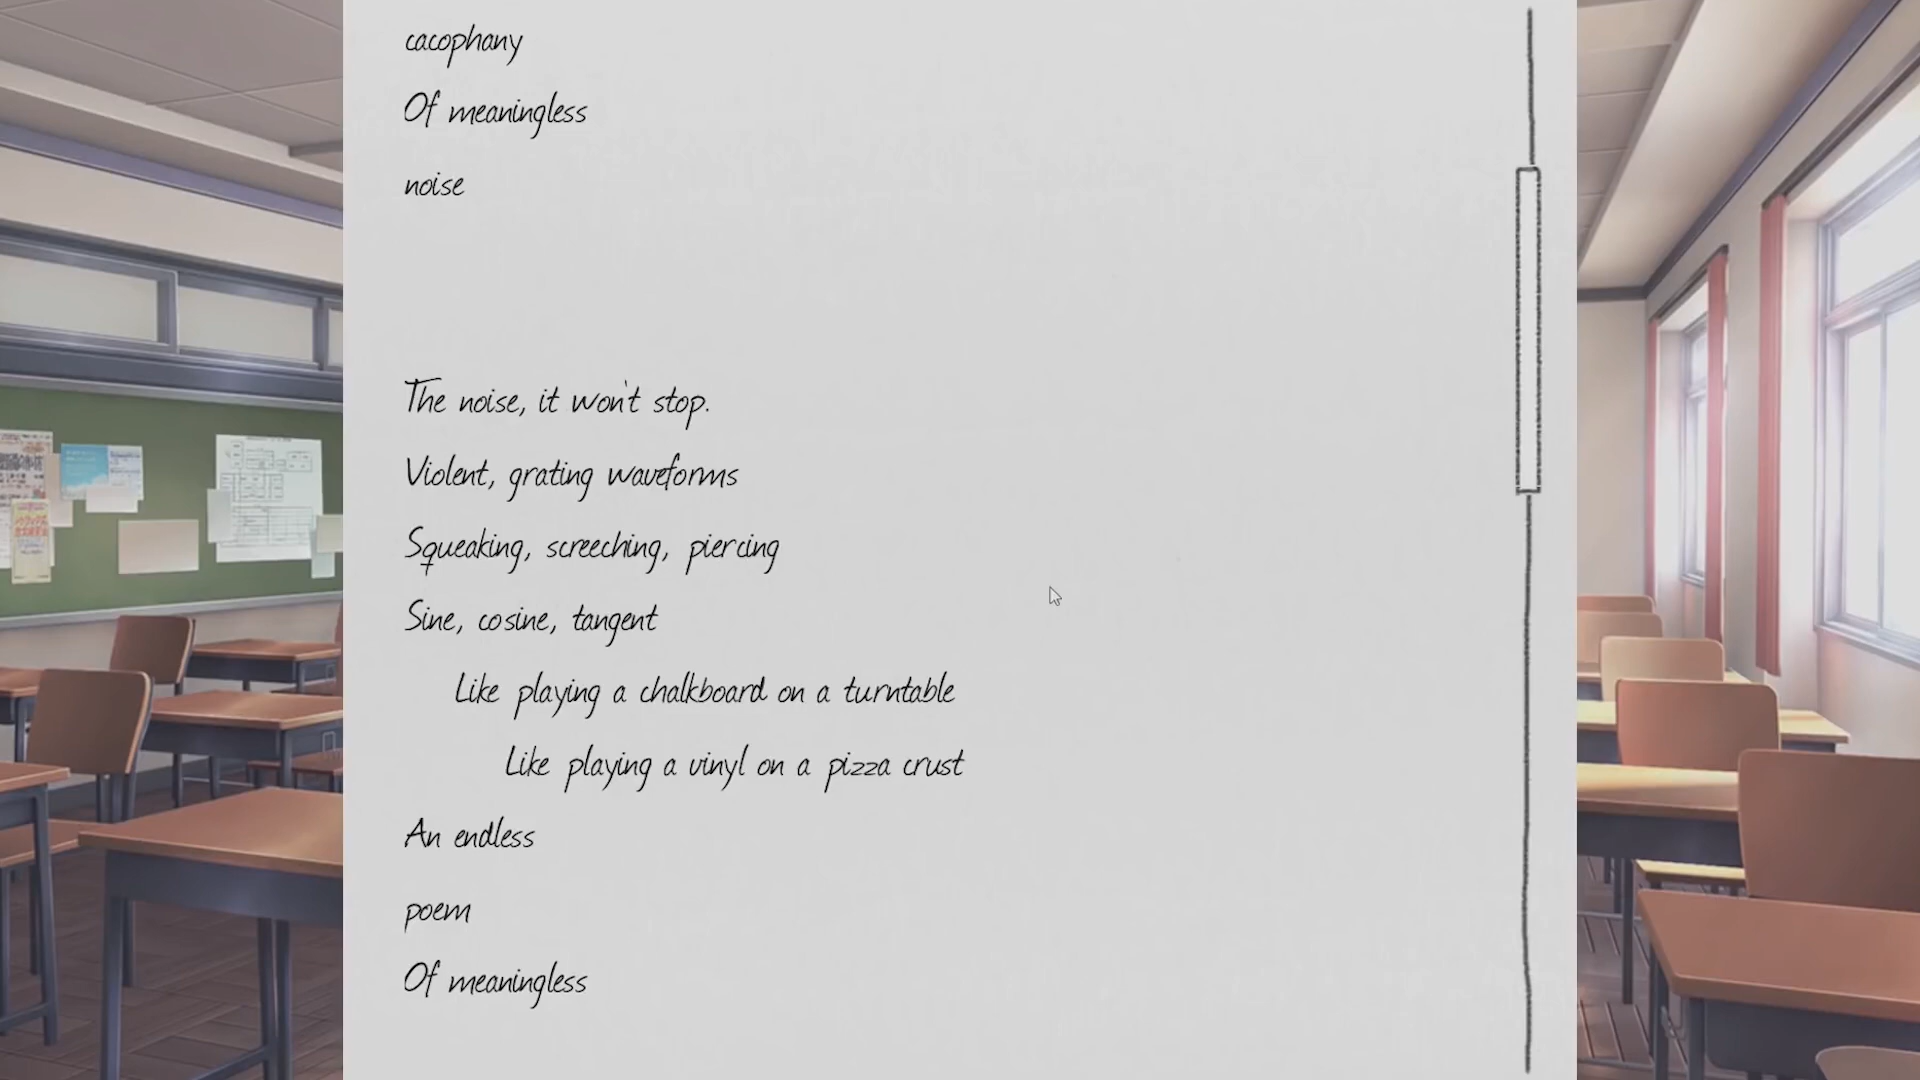 cacophany
Of meaningless
noise
The noise, it won't stop.
Violent, grating waveforms
Squeaking, screeching, piercing
Sine, cosine, tangent
Like playing a chalkboard on a turntable
Like playing a vinyl on a pizza crust
An endless
poem
Of meaningless